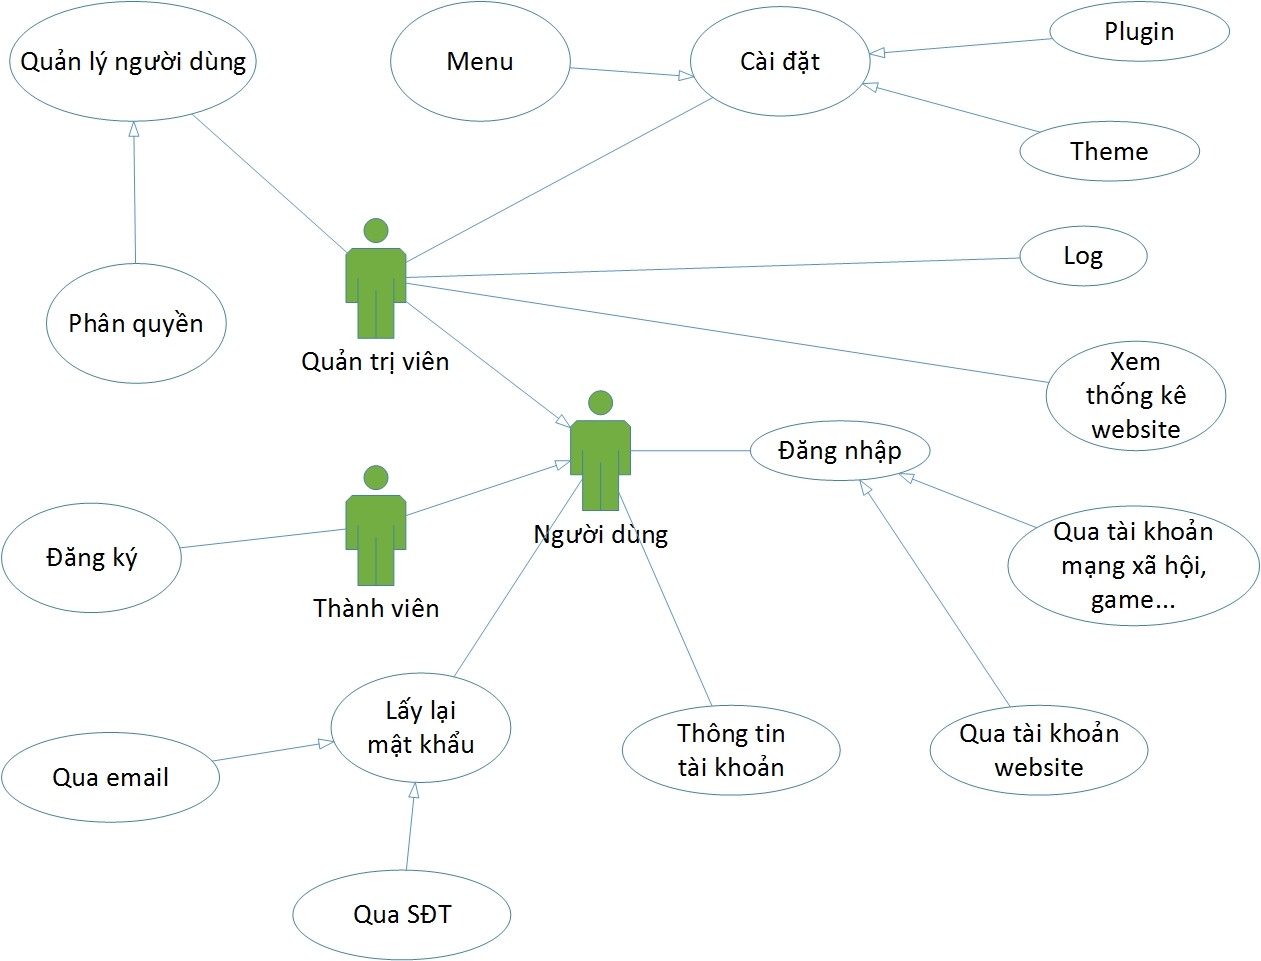 Quản lý người dùng
Menu
Cài đặt
Plugin
Theme
Log
Phân quyền
Quản trị viên
Xem
thống kê
website
Đăng nhập
Người dùng
Đăng ký
Thành viên
Qua tài khoản
mạng xã hội,
game...
Lấy lại
mật khẩu
Thông tin
tài khoản
Qua tài khoản
website
Qua email
Qua SĐT